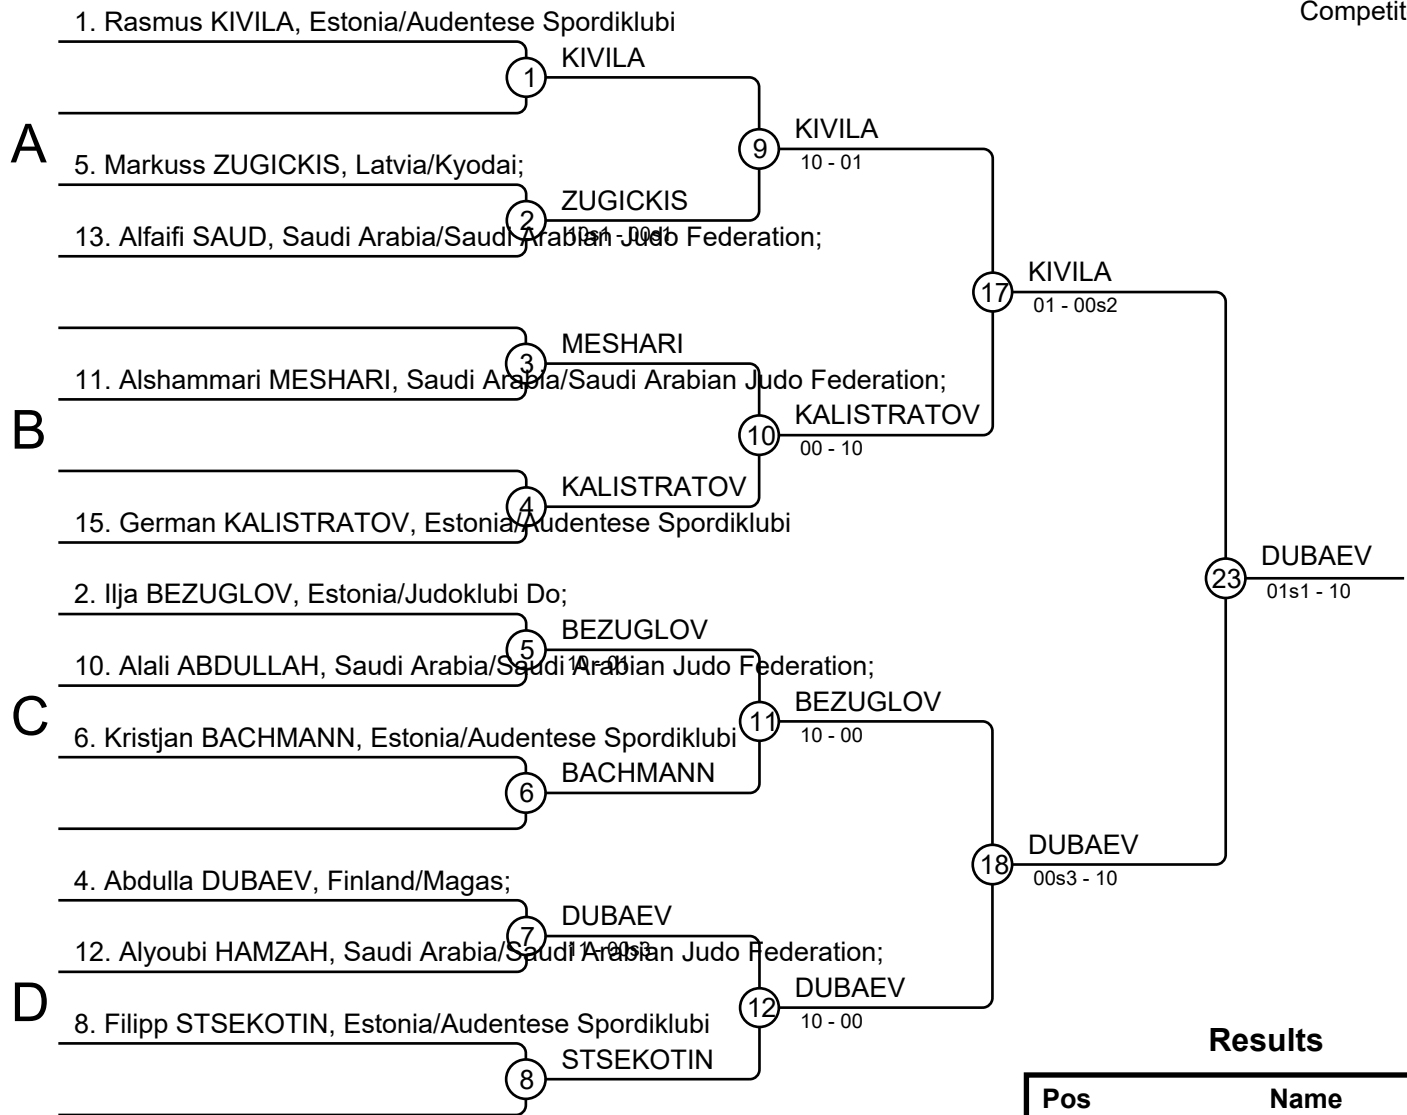 Competit
1. Rasmus KIVILA, Estonia/Audentese Spordiklubi
KIVILA
1
A
KIVILA
9
10 - 01
5. Markuss ZUGICKIS, Latvia/Kyodai;
ZUGICKIS
2
13. Alfaifi SAUD, Saudi Arabia/Saudi Arabian Judo Federation;
10s1 - 00s1
KIVILA
17
01 - 00s2
MESHARI
3
11. Alshammari MESHARI, Saudi Arabia/Saudi Arabian Judo Federation;
B
KALISTRATOV
10
00 - 10
KALISTRATOV
4
15. German KALISTRATOV, Estonia/Audentese Spordiklubi
DUBAEV
23
01s1 - 10
2. Ilja BEZUGLOV, Estonia/Judoklubi Do;
BEZUGLOV
5
10. Alali ABDULLAH, Saudi Arabia/Saudi Arabian Judo Federation;
10 - 01
C
BEZUGLOV
11
10 - 00
6. Kristjan BACHMANN, Estonia/Audentese Spordiklubi
BACHMANN
6
DUBAEV
18
00s3 - 10
4. Abdulla DUBAEV, Finland/Magas;
DUBAEV
7
12. Alyoubi HAMZAH, Saudi Arabia/Saudi Arabian Judo Federation;
11 - 00s3
D
DUBAEV
12
10 - 00
8. Filipp STSEKOTIN, Estonia/Audentese Spordiklubi
STSEKOTIN
8
Results
Pos Name